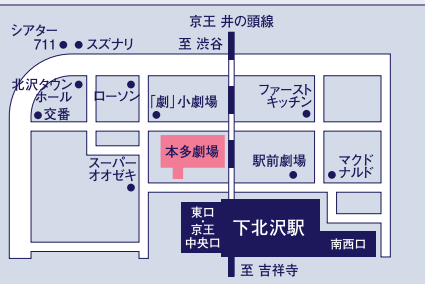 京王 井の頭線
シアター
711
スズナリ
至 渋谷
北沢タウン
ホール
交番
ローソン
「劇」小劇場
ファースト
キッチン
本多劇場
スーパー
オオゼキ
駅前劇場
マクド
ナルド
東口
・
京王
中央口
下北沢駅
南西口
至 吉祥寺